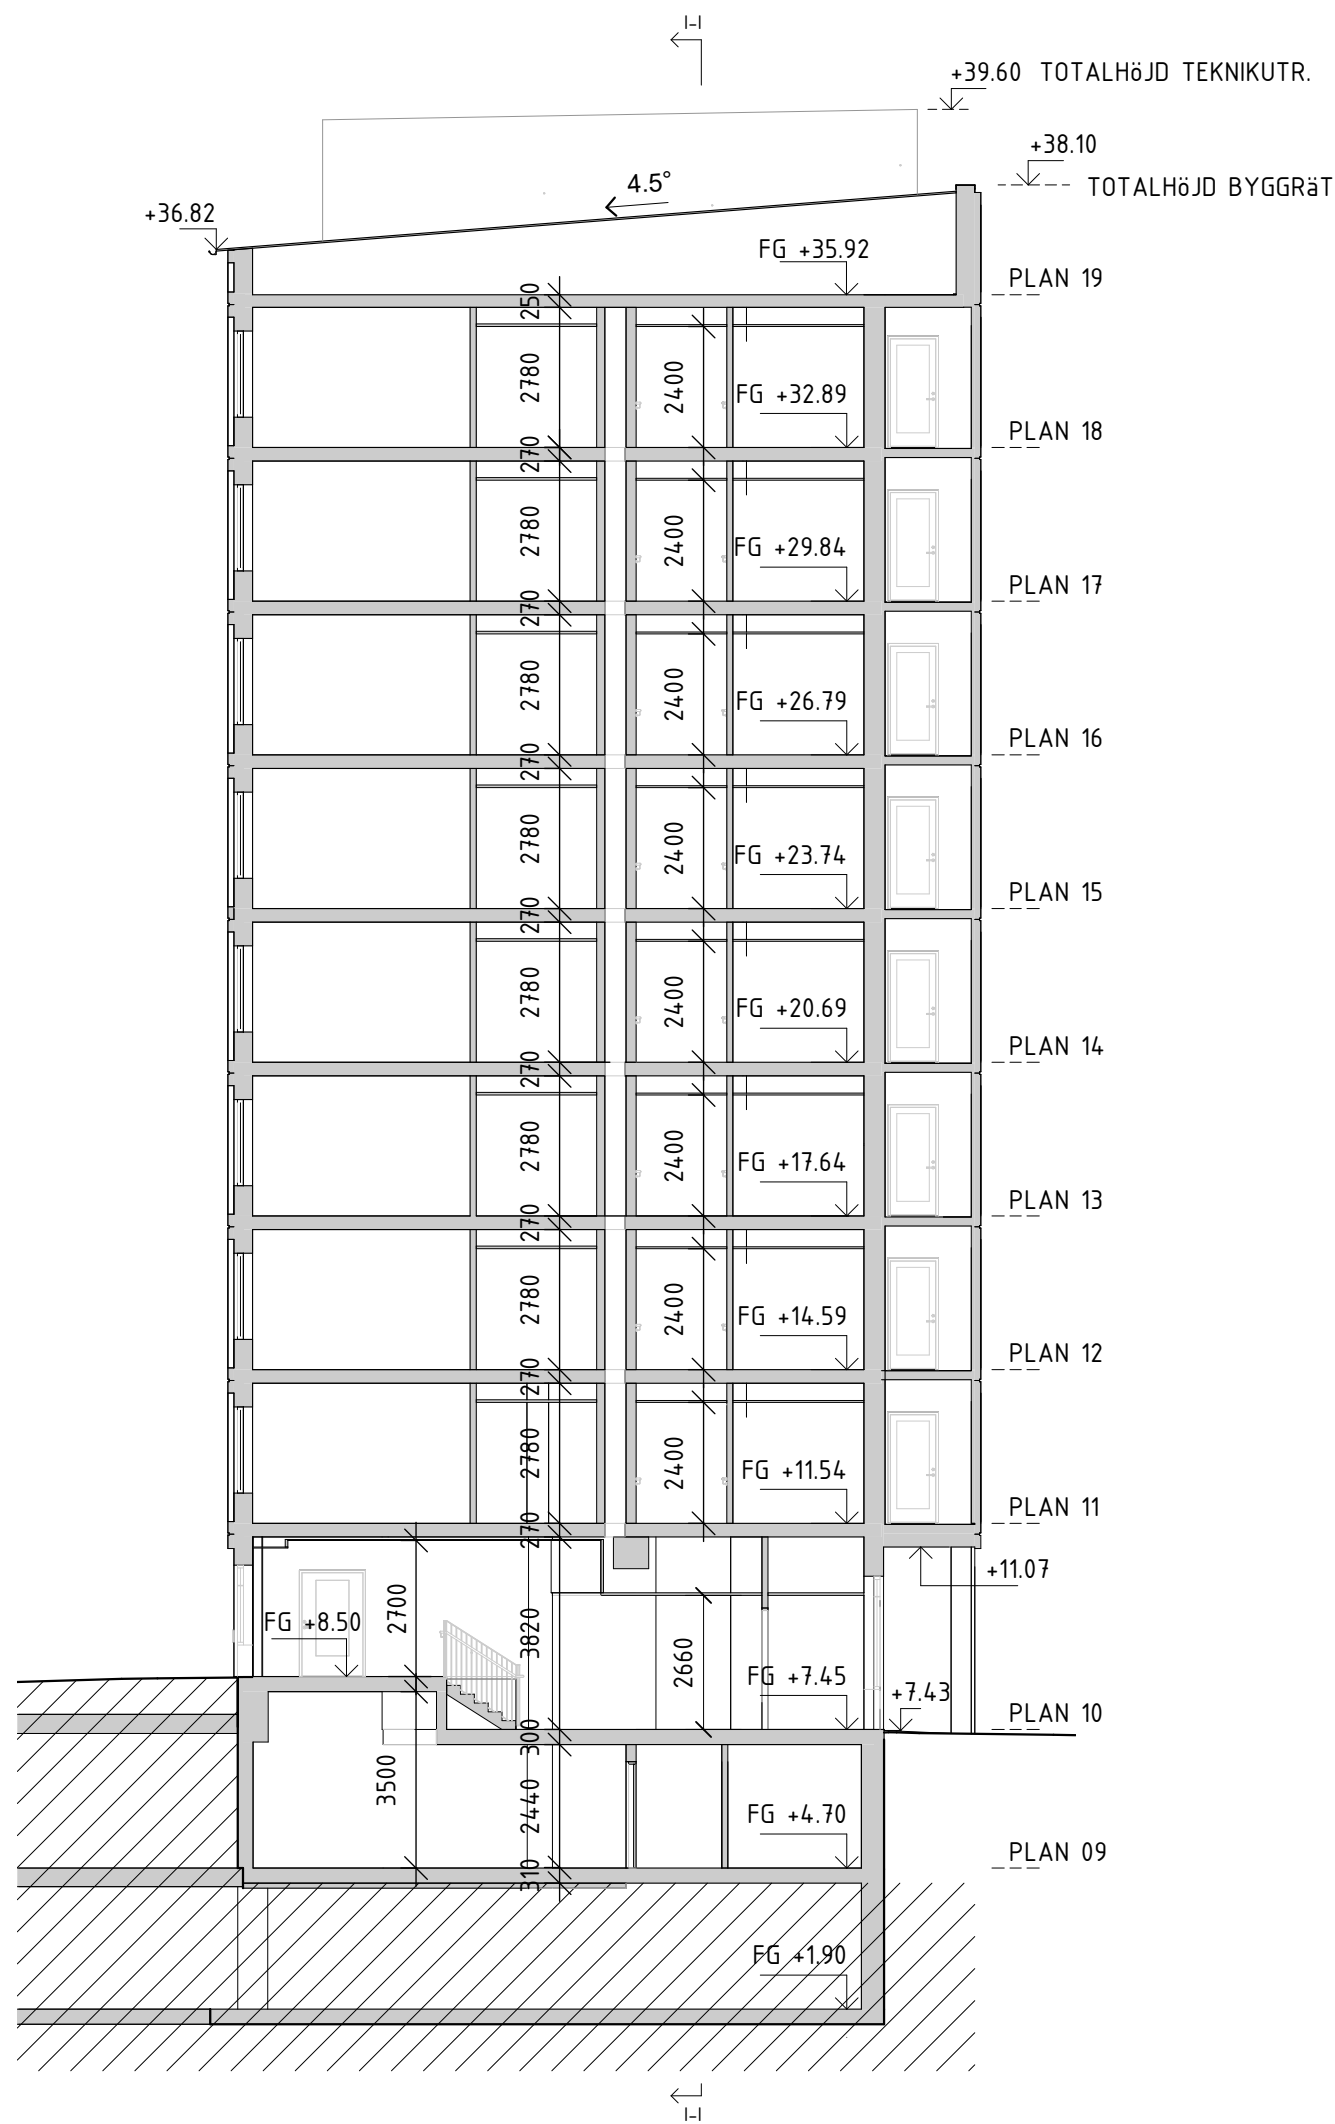 I-I
+39.60 TOTALHöJD TEKNIKUTR.
+38.10
TOTALHöJD BYGGRäT
4.5°
+36.82
FG +35.92
PLAN 19
250
2780
2400
FG +32.89
PLAN 18
270
2780
2400
FG +29.84
PLAN 17
270
2780
2400
FG +26.79
PLAN 16
270
2780
2400
FG +23.74
PLAN 15
270
2780
2400
FG +20.69
PLAN 14
270
2780
2400
FG +17.64
PLAN 13
270
2780
2400
FG +14.59
PLAN 12
270
2780
2400
FG +11.54
PLAN 11
270
+11.07
FG +8.50
2700
3820
2660
FG +7.45
+7.43
PLAN 10
300
3500
2440
FG +4.70
PLAN 09
310
FG +1.90
I-I